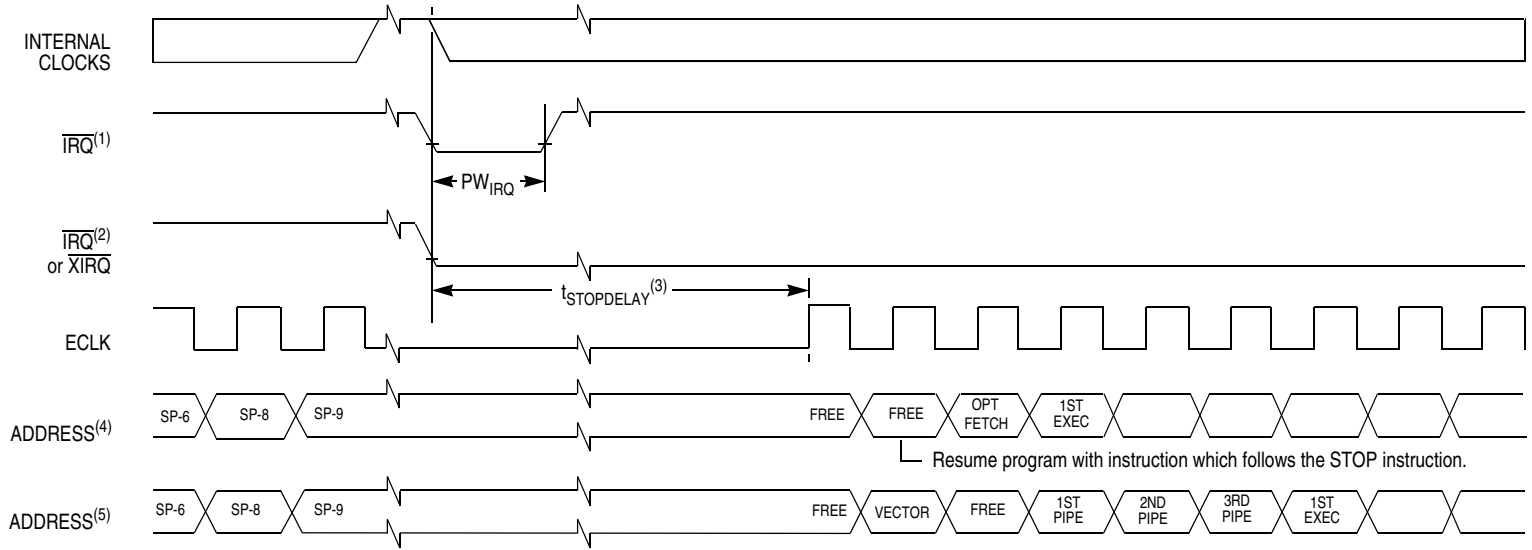 INTERNAL
CLOCKS
IRQ(1)
PWIRQ
IRQ(2)
or XIRQ
tSTOPDELAY(3)
ECLK
ADDRESS(4)
SP-6 SP-8 SP-9 FREE FREE OPT FETCH 1ST EXEC
Resume program with instruction which follows the STOP instruction.
ADDRESS(5)
SP-6 SP-8 SP-9 FREE VECTOR FREE 1ST PIPE 2ND PIPE 3RD PIPE 1ST EXEC